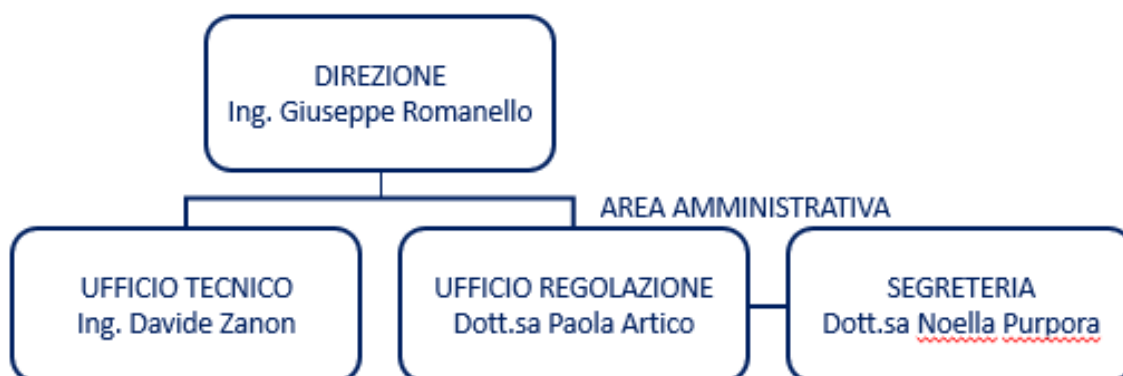 DIREZIONE
Ing. Giuseppe Romanello
AREA AMMINISTRATIVA
UFFICIO TECNICO
Ing. Davide Zanon
UFFICIO REGOLAZIONE
Dott.sa Paola Artico
SEGRETERIA
Dott.sa Noella Purpora